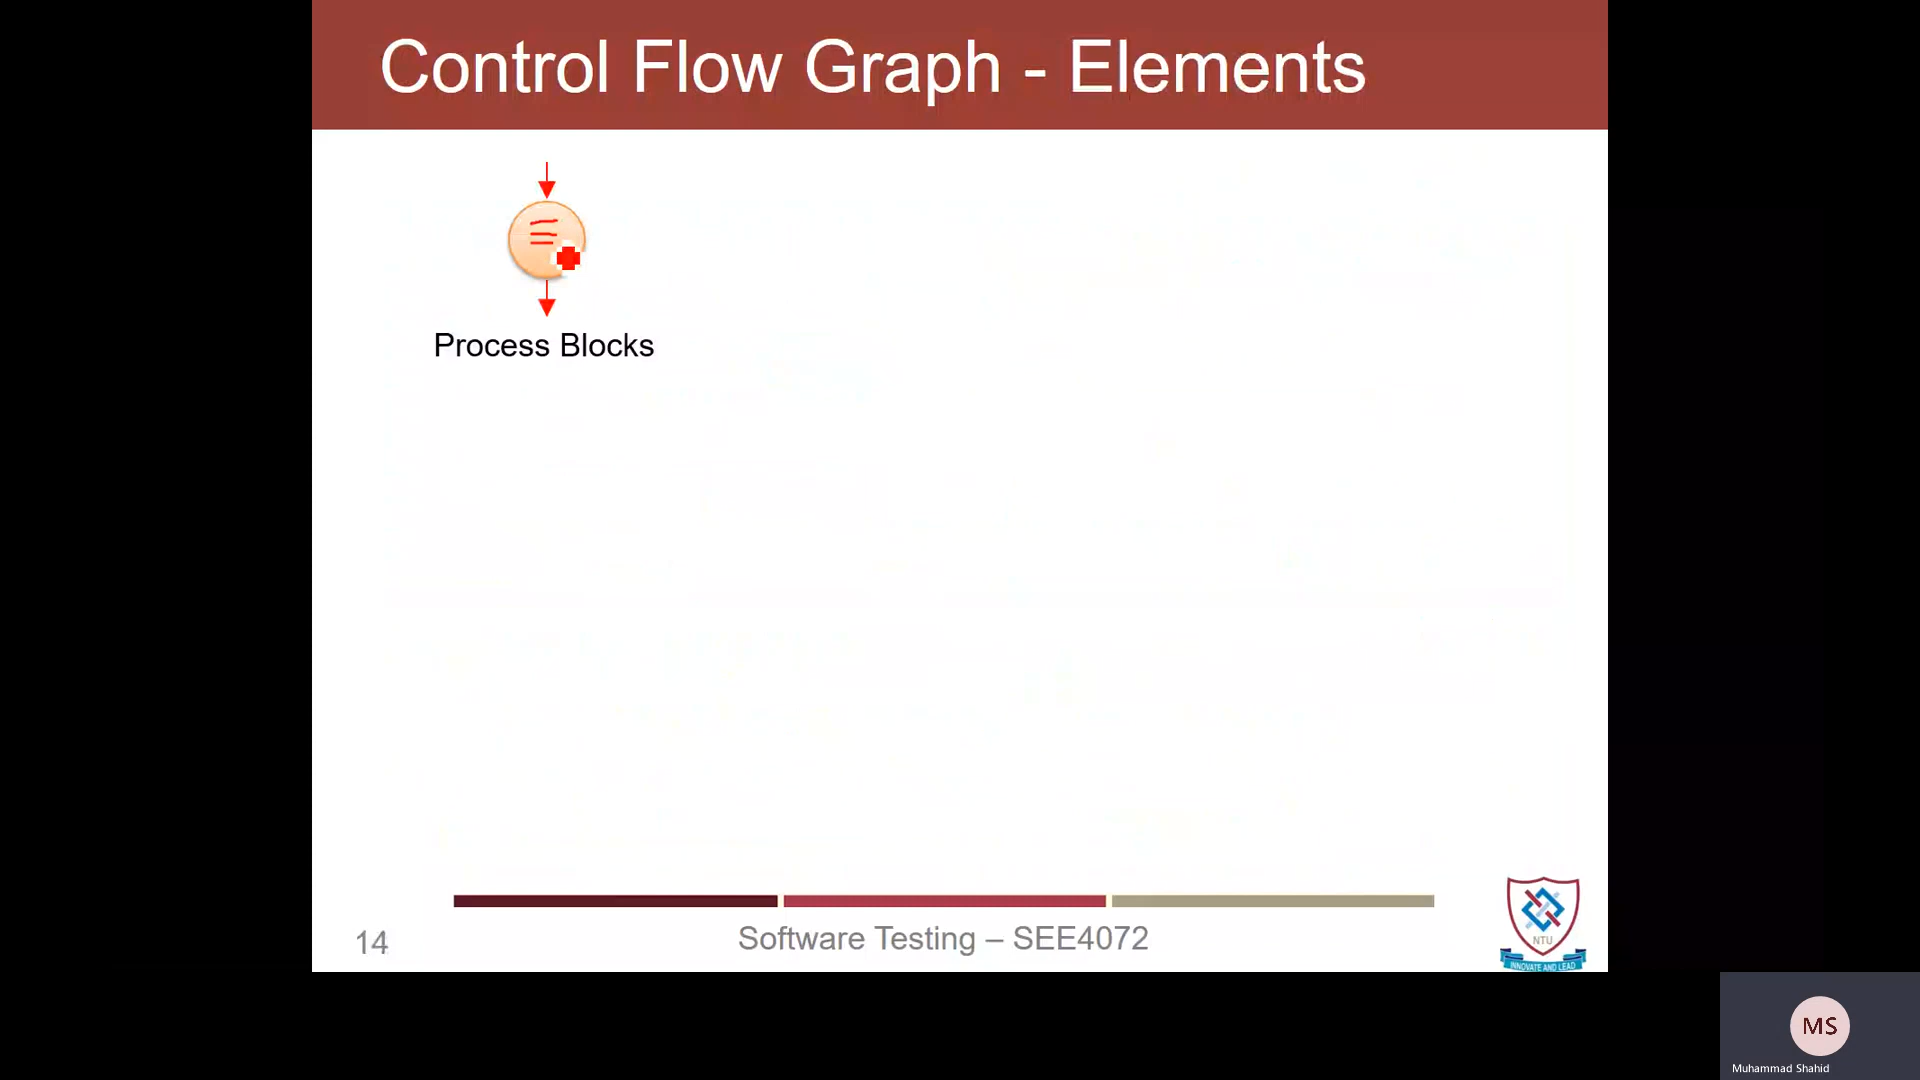 Control Flow Graph - Elements
Process Blocks
14
Software Testing – SEE4072
NTU
INNOVATE AND LEAD
MS
Muhammad Shahid